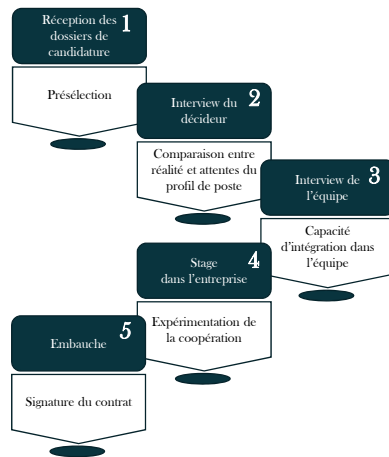 Réception des
dossiers de
candidature
1
Présélection
Interview du
décideur
2
Comparaison entre
réalité et attentes du
profil de poste
Interview de
l’équipe
3
Capacité
d’intégration dans
l’équipe
Stage
dans l’entreprise
4
Expérimentation de
la coopération
Embauche
5
Signature du contrat